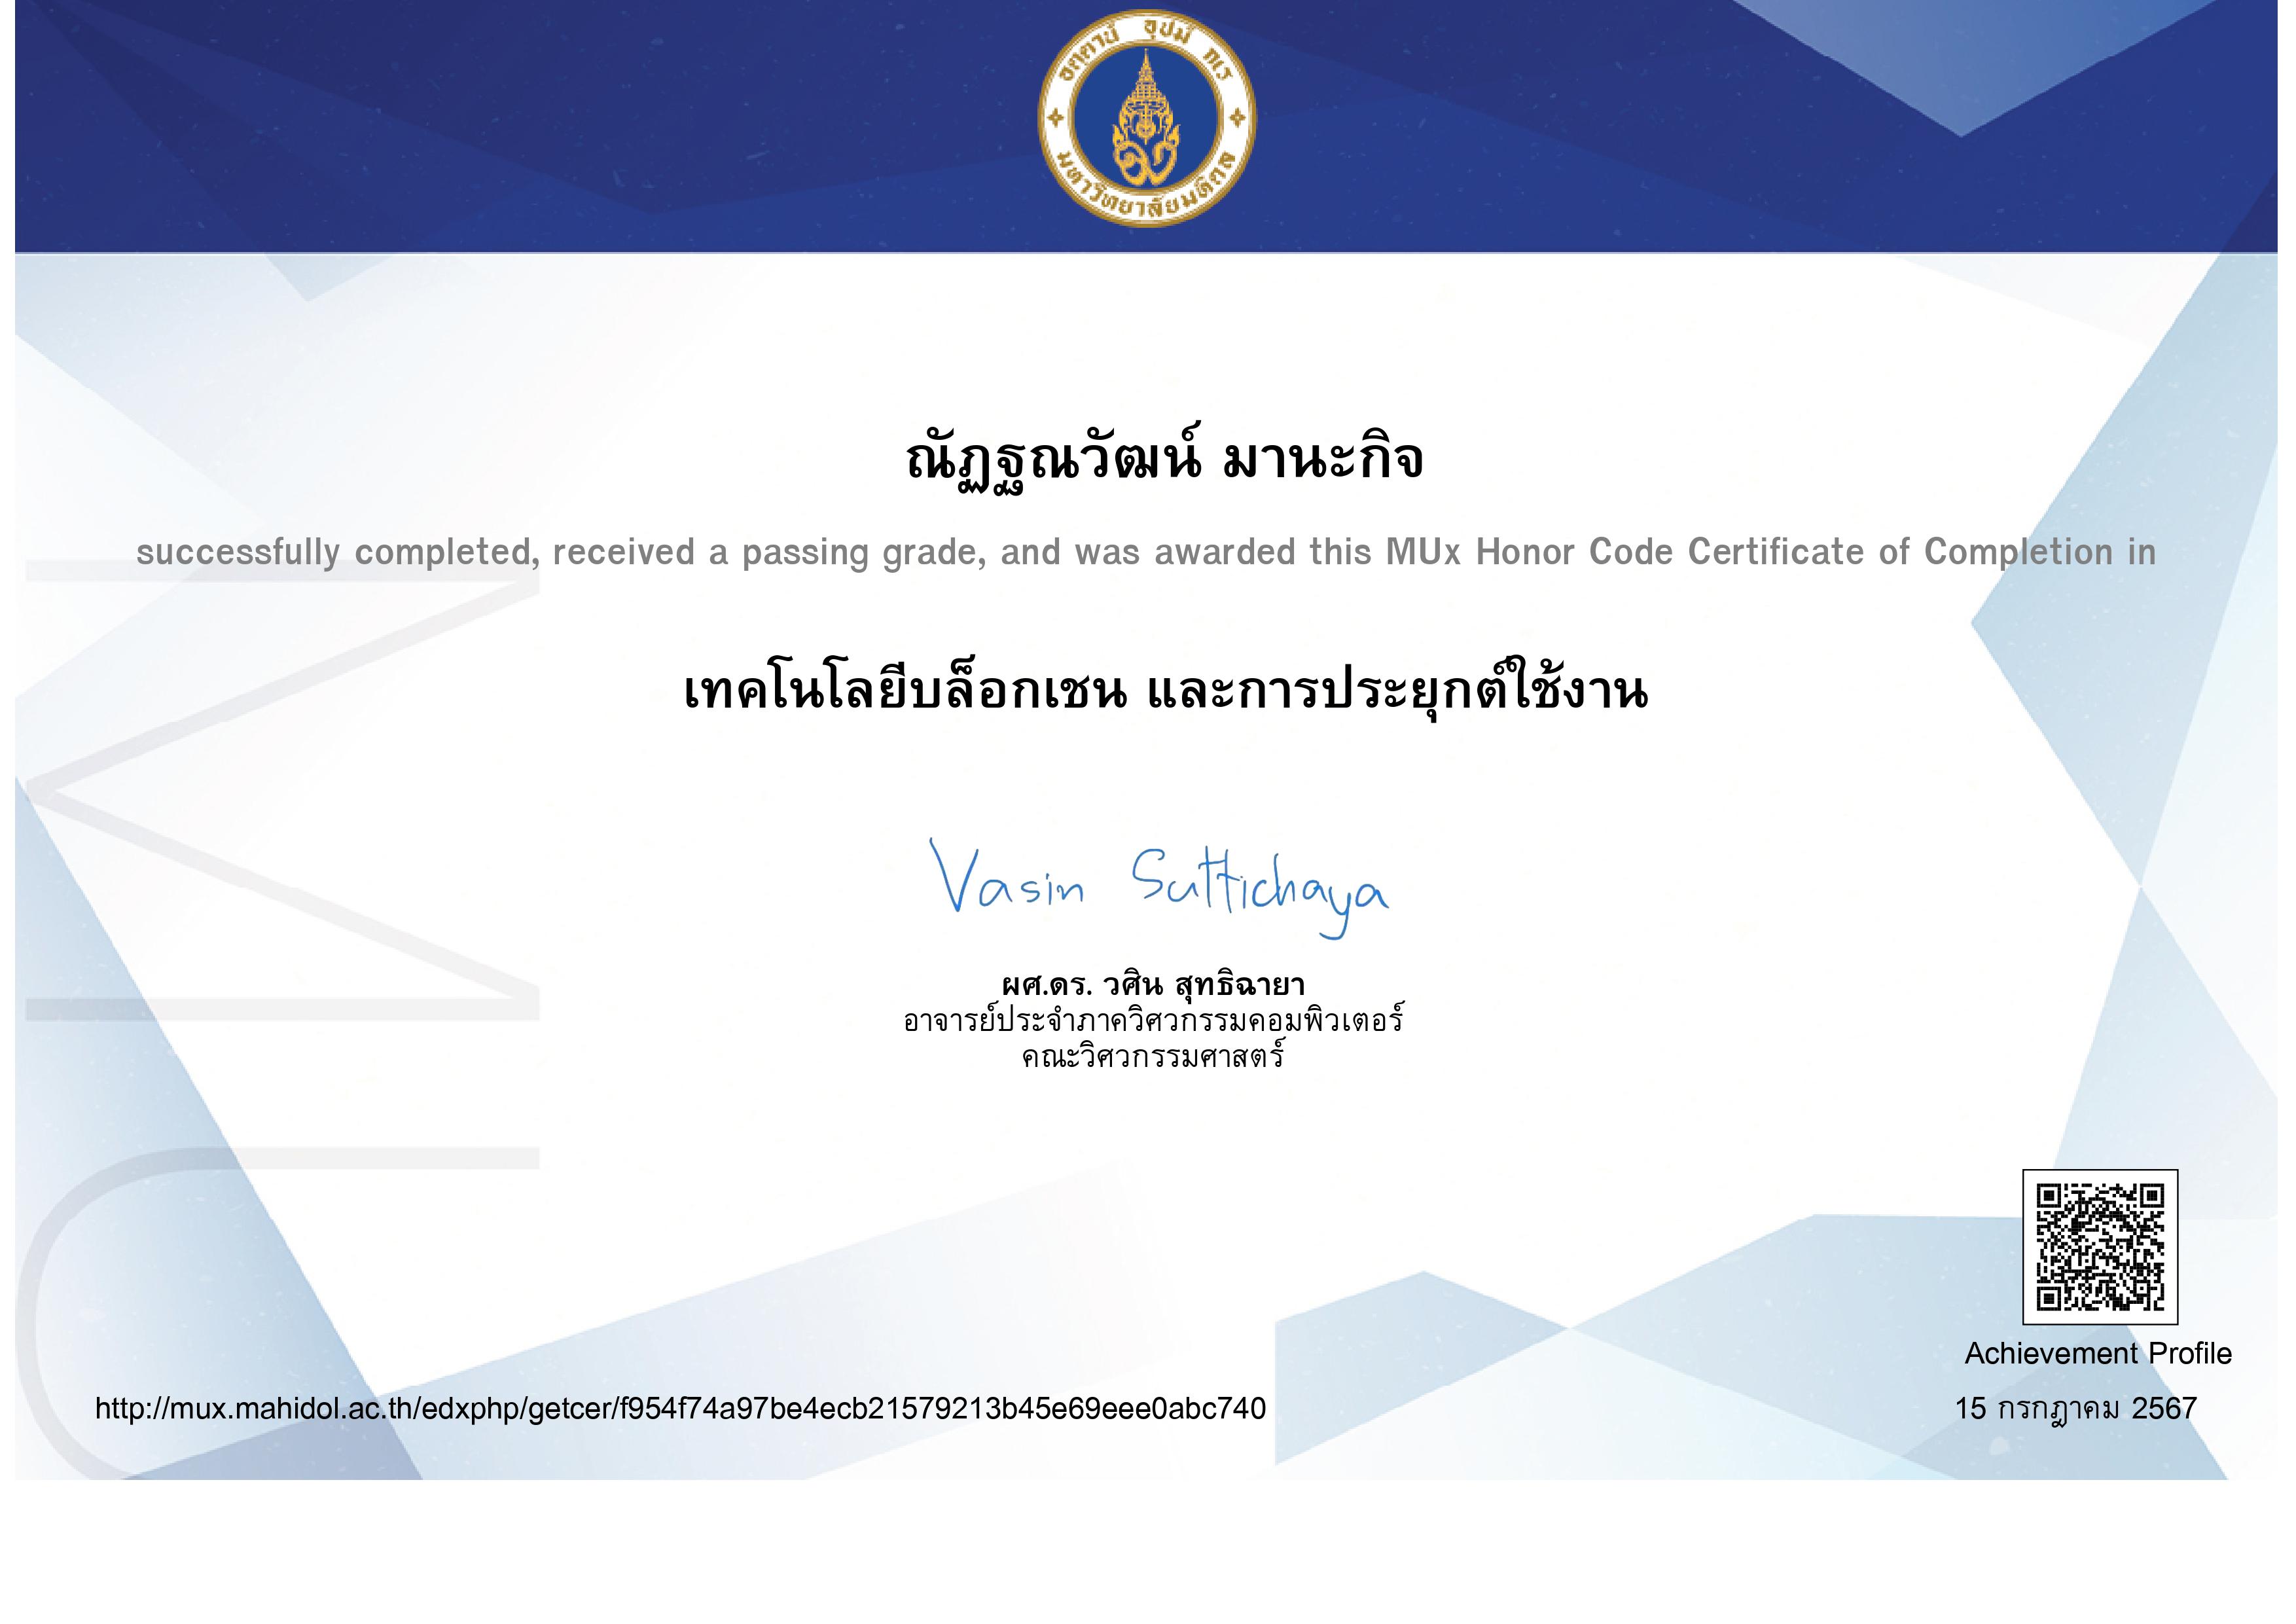 อตฺตานํ อุปมํ กเร
มหาวิทยาลัยมหิดล
ณัฏฐณวัฒน์ มานะกิจ
successfully completed, received a passing grade, and was awarded this MUx Honor Code Certificate of Completion in
เทคโนโลยีบล็อกเชน และการประยุกต์ใช้งาน
Vasin Suttichaya
ผศ.ดร. วศิน สุทธิฉายา
อาจารย์ประจำภาควิศวกรรมคอมพิวเตอร์
คณะวิศวกรรมศาสตร์
Achievement Profile
http://mux.mahidol.ac.th/edxphp/getcer/f954f74a97be4ecb21579213b45e69eee0abc740
15 กรกฎาคม 2567